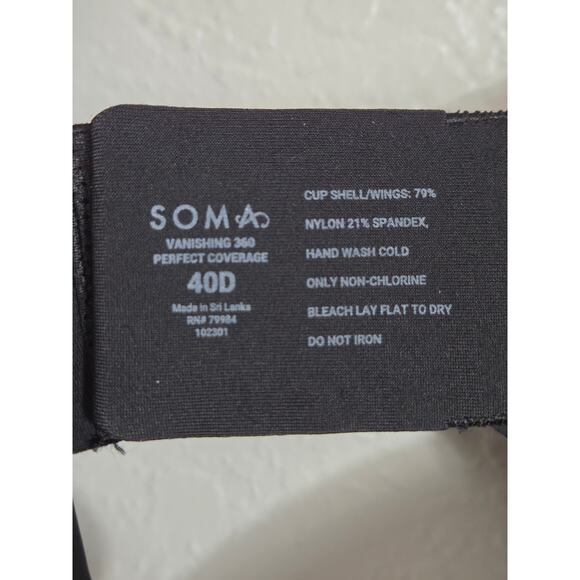 SOMA
VANISHING 360
PERFECT COVERAGE
40D
Made in Sri Lanka
RN# 79984
102301
CUP SHELL/WINGS: 79%
NYLON 21% SPANDEX,
HAND WASH COLD
ONLY NON-CHLORINE
BLEACH LAY FLAT TO DRY
DO NOT IRON